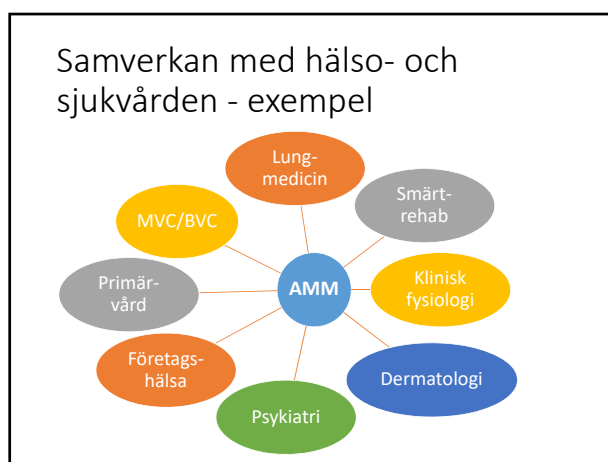 Samverkan med hälso- och
sjukvården - exempel
Lung-
medicin
Smärt-
rehab
MVC/BVC
Klinisk
fysiologi
AMM
Primär-
vård
Företags-
hälsa
Dermatologi
Psykiatri